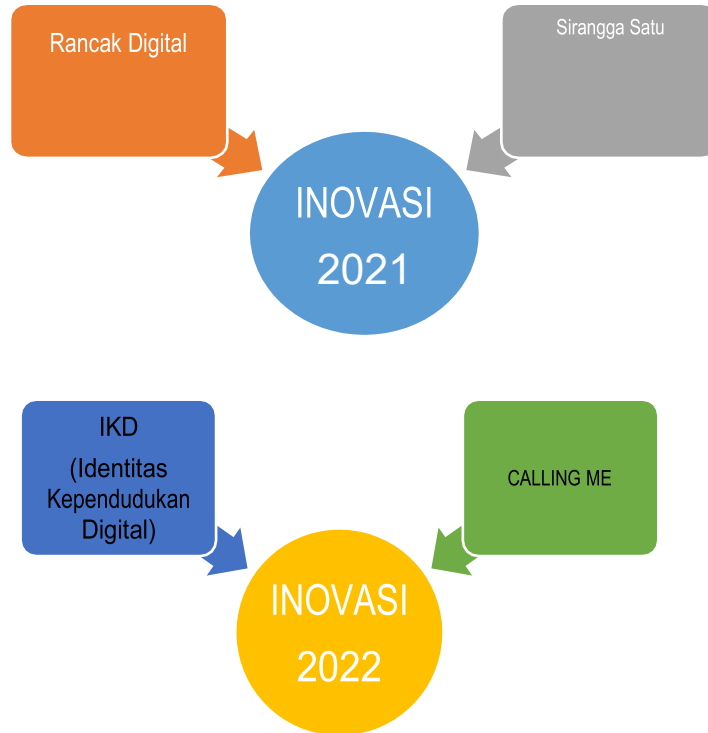 Rancak Digital
Sirangga Satu
INOVASI
2021
IKD
(Identitas
Kependudukan
Digital)
CALLING ME
INOVASI
2022